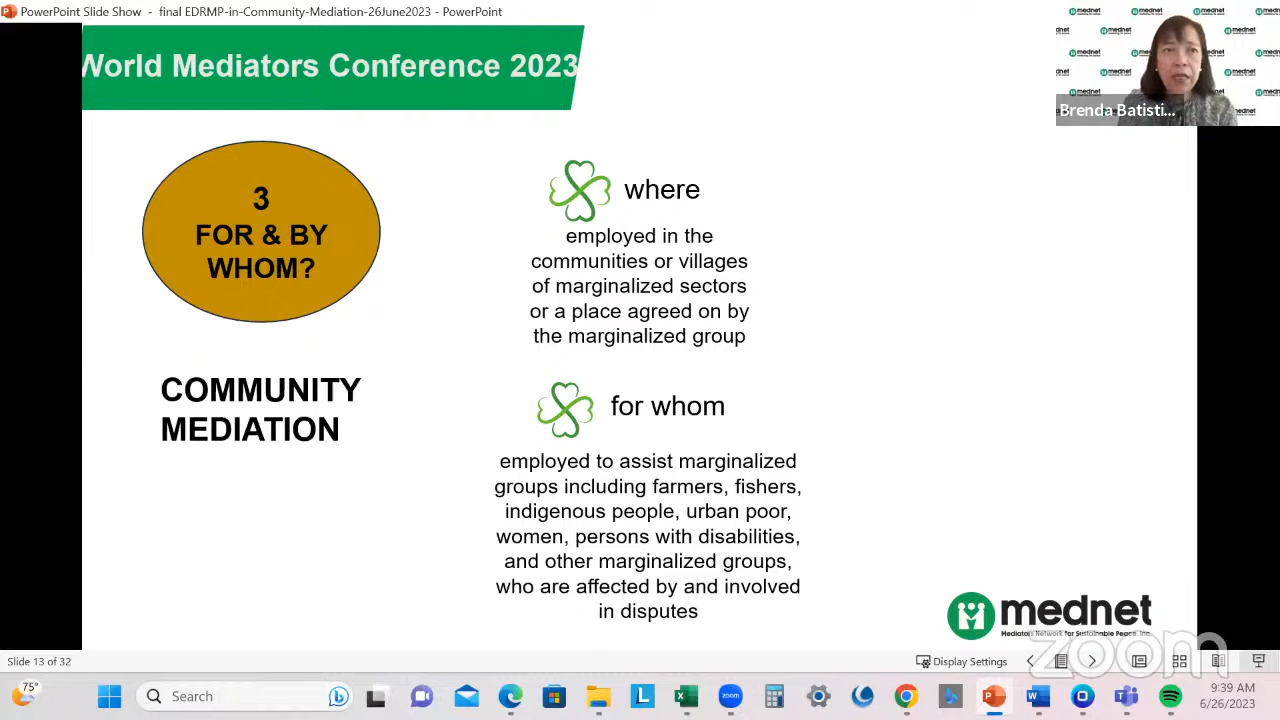 PowerPoint Slide Show - final EDRMP-in-Community-Mediation-26June2023 - PowerPoint
World Mediators Conference 2023
mednet
Brenda Batisti...
3
FOR & BY
WHOM?
COMMUNITY
MEDIATION
where
employed in the
communities or villages
of marginalized sectors
or a place agreed on by
the marginalized group
for whom
employed to assist marginalized
groups including farmers, fishers,
indigenous people, urban poor,
women, persons with disabilities,
and other marginalized groups,
who are affected by and involved
in disputes
mednet
Mediators Network for Sustainable Peace, Inc.
zoom
Slide 13 of 32
Display Settings
75°
Search
zoom
9:39 AM
6/26/2023